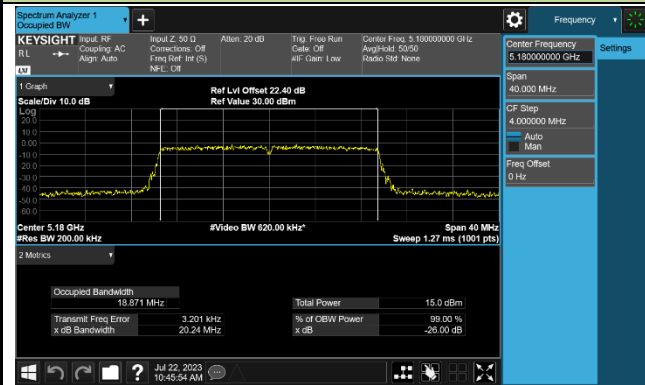 Spectrum Analyzer 1
Occupied BW
Frequency
KEYSIGHT
RL
LXI
Input: RF
Coupling: AC
Align: Auto
Input Z: 50 Ω
Corrections: Off
Freq Ref: Int (S)
NFE: Off
Atten: 20 dB
Trig: Free Run
Gate: Off
#IF Gain: Low
Center Freq: 5.180000000 GHz
Avg|Hold: 50/50
Radio Std: None
Center Frequency
5.180000000 GHz
Settings
Span
40.000 MHz
CF Step
4.000000 MHz
Auto
Man
Freq Offset
0 Hz
1 Graph
Scale/Div 10.0 dB
Ref Lvl Offset 22.40 dB
Ref Value 30.00 dBm
Log
20.0
10.0
0.00
-10.0
-20.0
-30.0
-40.0
-50.0
-60.0
Center 5.18 GHz
#Res BW 200.00 kHz
#Video BW 620.00 kHz*
Span 40 MHz
Sweep 1.27 ms (1001 pts)
2 Metrics
Occupied Bandwidth
18.871 MHz
Total Power 15.0 dBm
Transmit Freq Error 3.201 kHz
% of OBW Power 99.00 %
x dB Bandwidth 20.24 MHz
x dB -26.00 dB
Jul 22, 2023
10:45:54 AM